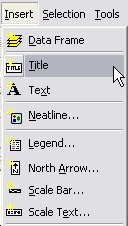 Insert Selection Tools
Data Frame
Title
Text
Neatline...
Legend...
North Arrow...
Scale Bar...
Scale Text...